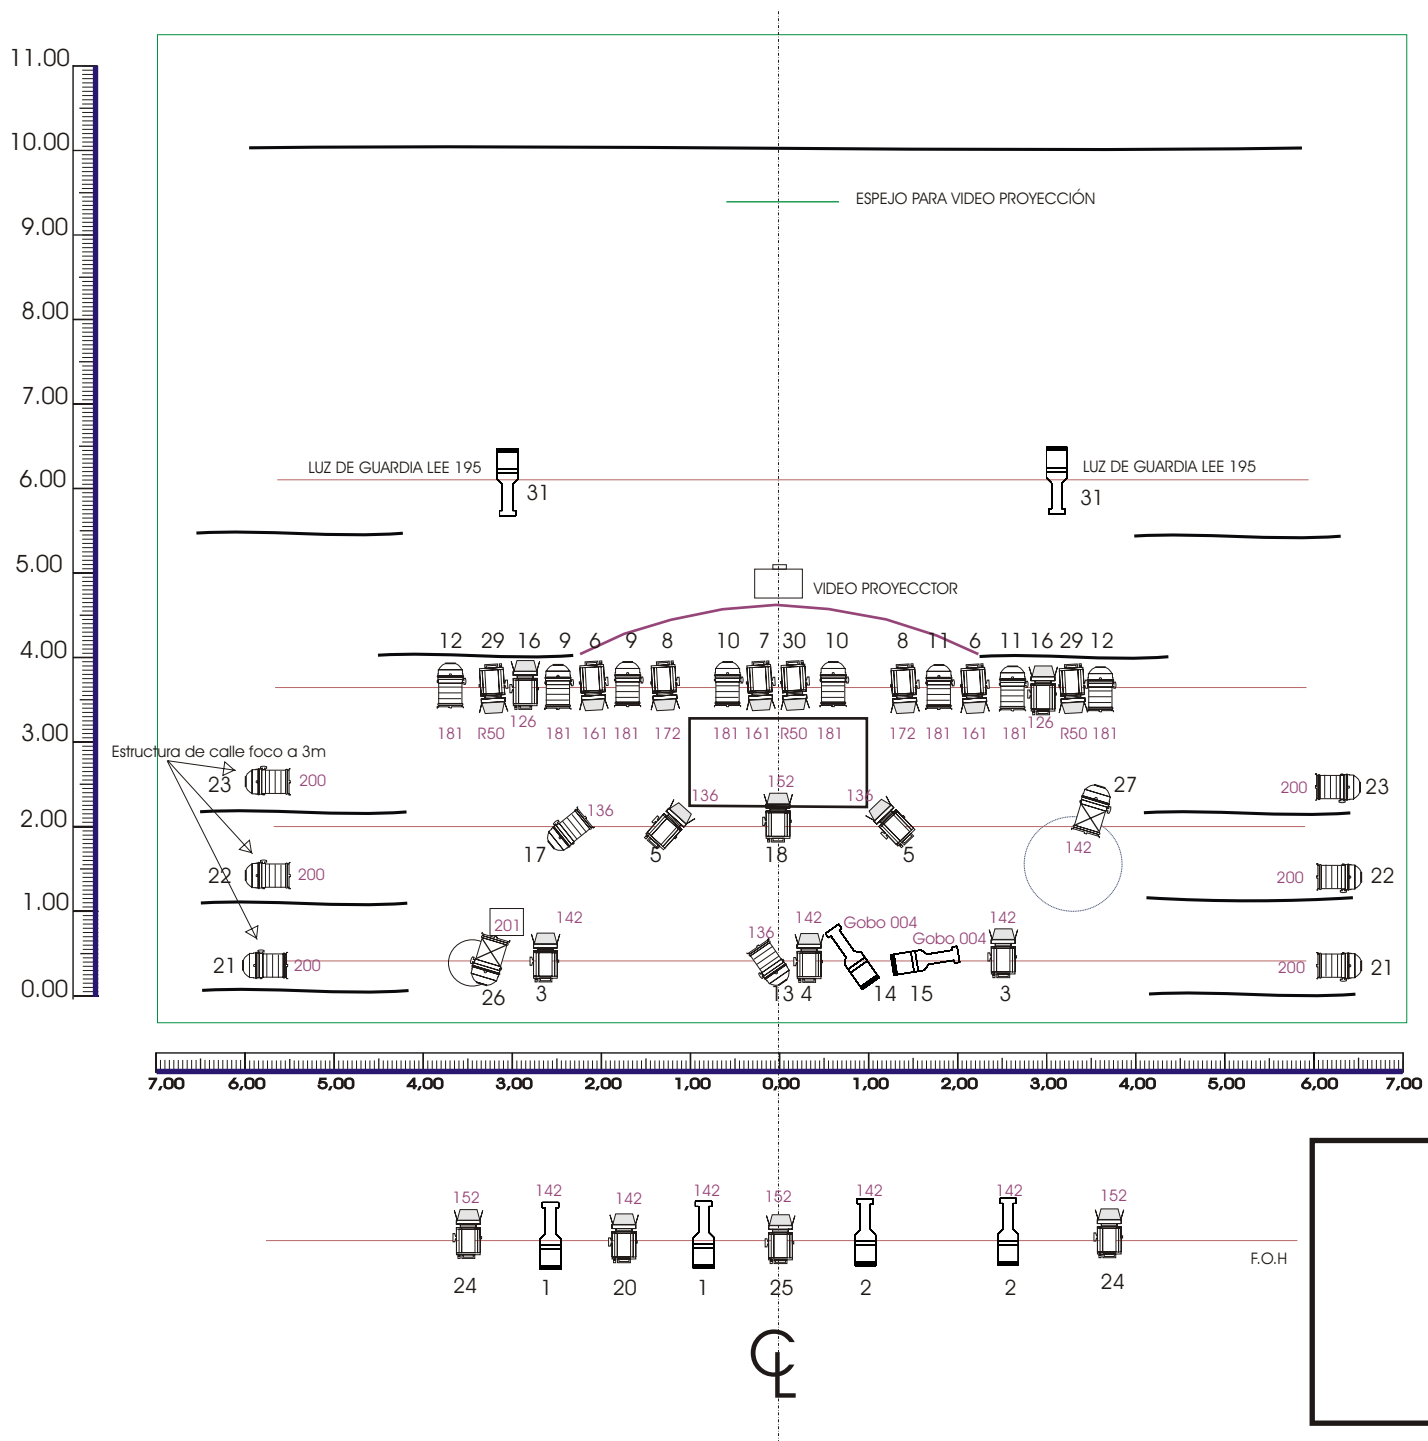 11.00
10.00
ESPEJO PARA VIDEO PROYECCIÓN
9.00
8.00
7.00
LUZ DE GUARDIA LEE 195
LUZ DE GUARDIA LEE 195
6.00
31
31
5.00
VIDEO PROYECCTOR
4.00
12 29 16 9 6 9 8 10 7 30 10 8 11 6 11 16 29 12
181 R50 126 181 161 181 172 181 161 R50 181 172 181 161 181 126 R50 181
3.00
Estructura de calle foco a 3m
23 200
152
200 23
27
136 136 136
2.00
17 5 18 5
142
22 200
200 22
1.00
201 142
136 142 Gobo 004
Gobo 004 142
21 200
200 21
0.00
26 3 13 4 14 15 3
7,00 6,00 5,00 4,00 3,00 2,00 1,00 0,00 1,00 2,00 3,00 4,00 5,00 6,00 7,00
152 142 142 142 152 142 142 152
F.O.H
24 1 20 1 25 2 2 24
CL